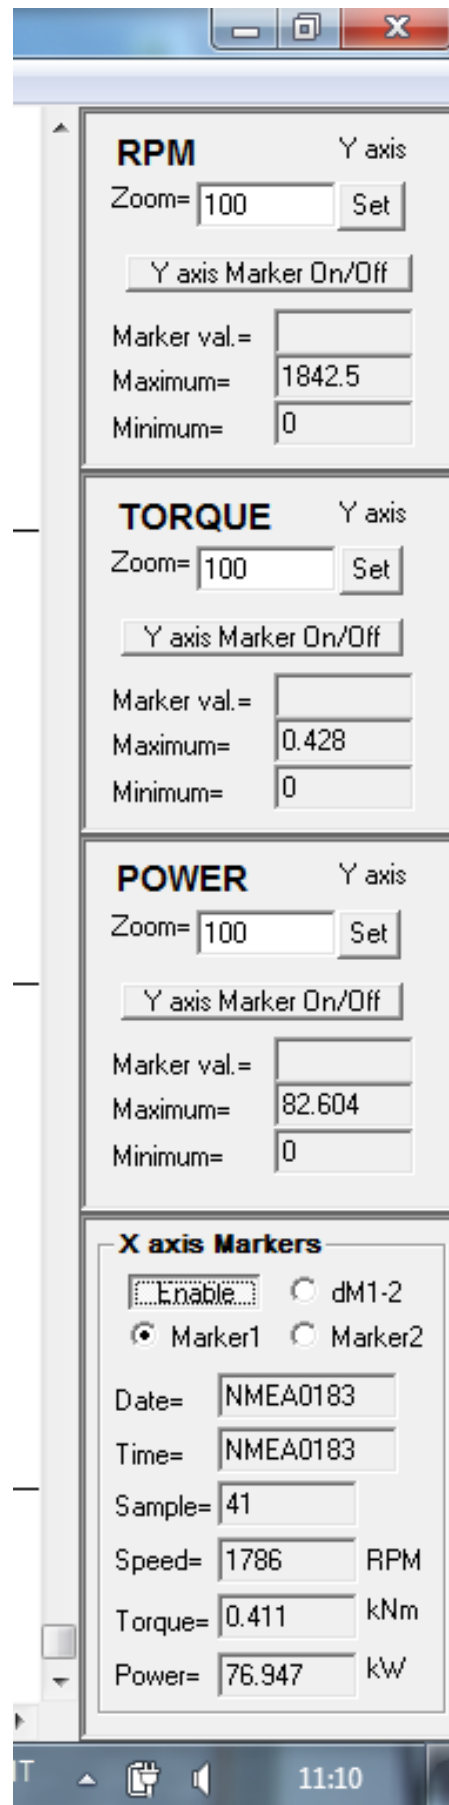 RPM Y axis
Zoom= 100 Set
Y axis Marker On/Off
Marker val.=
Maximum= 1842.5
Minimum= 0
TORQUE Y axis
Zoom= 100 Set
Y axis Marker On/Off
Marker val.=
Maximum= 0.428
Minimum= 0
POWER Y axis
Zoom= 100 Set
Y axis Marker On/Off
Marker val.=
Maximum= 82.604
Minimum= 0
X axis Markers
Enable dM1-2
Marker1 Marker2
Date= NMEA0183
Time= NMEA0183
Sample= 41
Speed= 1786 RPM
Torque= 0.411 kNm
Power= 76.947 kW
11:10